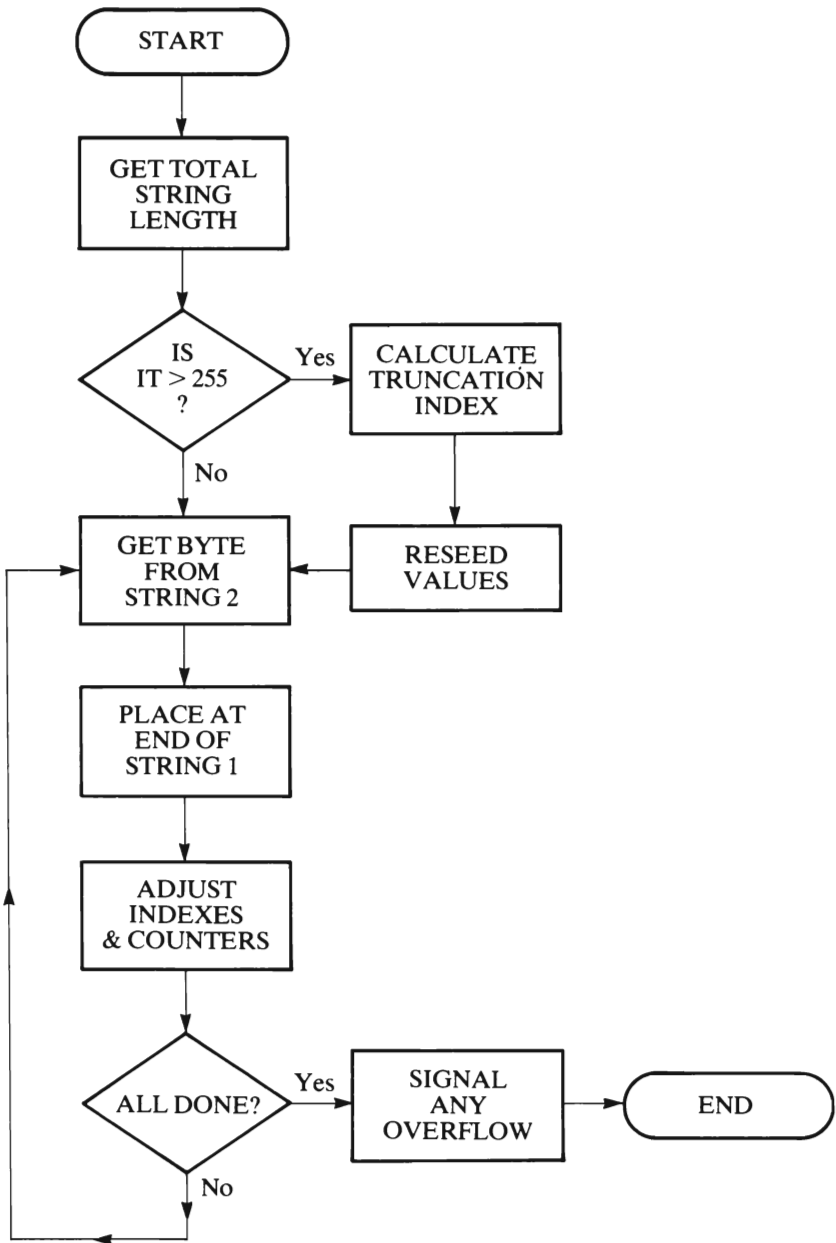 START
GET TOTAL
STRING
LENGTH
IS
IT > 255
?
Yes
CALCULATE
TRUNCATION
INDEX
No
GET BYTE
FROM
STRING 2
RESEED
VALUES
PLACE AT
END OF
STRING 1
ADJUST
INDEXES
& COUNTERS
ALL DONE?
Yes
SIGNAL
ANY
OVERFLOW
END
No